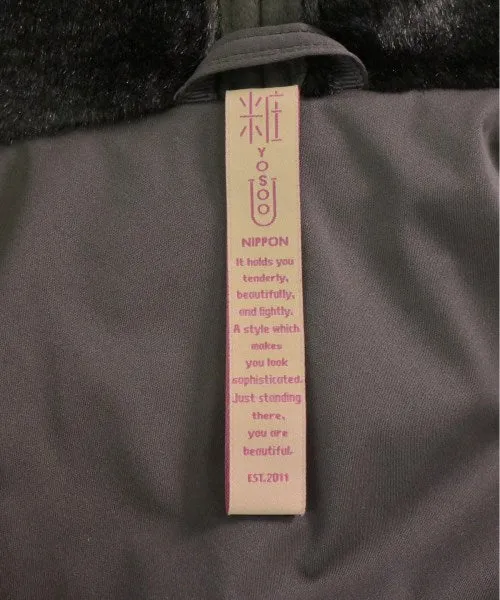 粧
YOSOO
NIPPON
It holds you
tenderly,
beautifully,
and lightly.
A style which
makes
you look
sophisticated.
Just standing
there,
you are
beautiful.
EST.2011